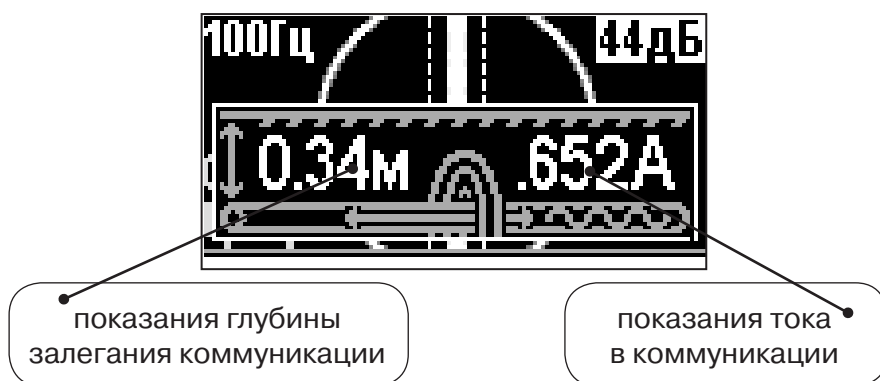 100Гц 44дБ
0.34м .652А
показания глубины
залегания коммуникации
показания тока
в коммуникации